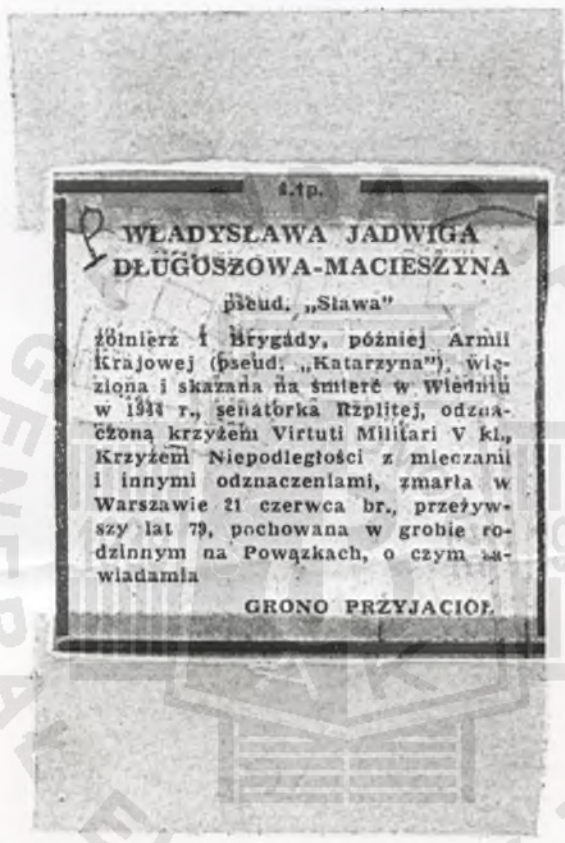 ś.†p.
WŁADYSŁAWA JADWIGA
DŁUGOSZOWA-MACIESZYNA
pseud. „Sława”
żołnierz I Brygady, później Armii
Krajowej (pseud. „Katarzyna”), wię-
ziona i skazana na śmierć w Wiedniu
w 1944 r., senatorka Rzplitej, odzna-
czona krzyżem Virtuti Militari V kl.,
Krzyżem Niepodległości z mieczami
i innymi odznaczeniami, zmarła w
Warszawie 21 czerwca br., przeżyw-
szy lat 79, pochowana w grobie ro-
dzinnym na Powązkach, o czym za-
wiadamia
GRONO PRZYJACIÓŁ